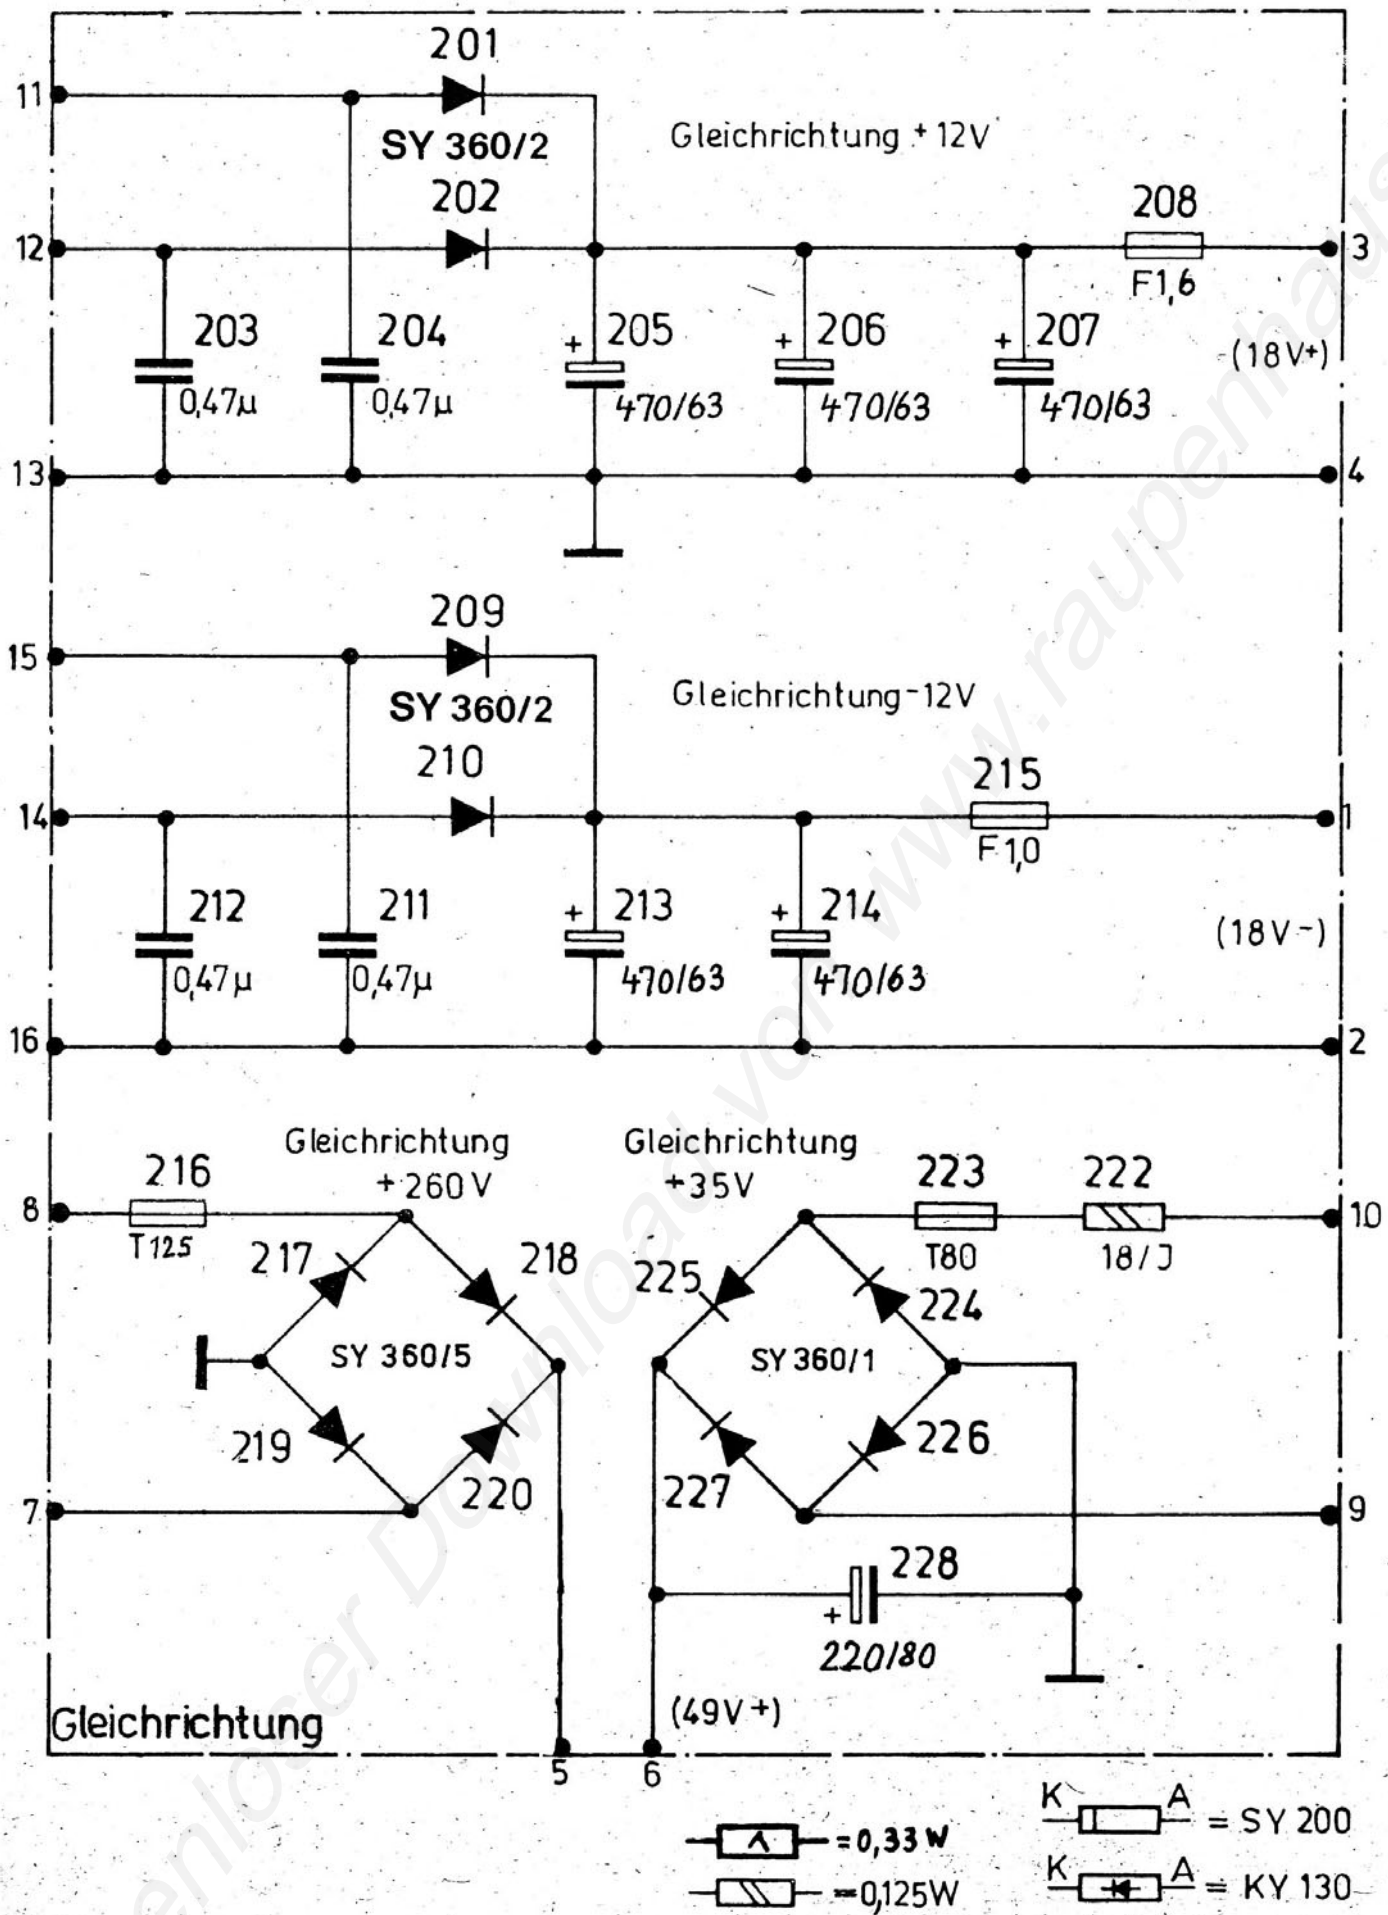 201
11
SY 360/2
Gleichrichtung + 12V
202
208
12
3
F1,6
203
204
+ 205
+ 206
+ 207
(18V+)
0,47µ
0,47µ
470/63
470/63
470/63
13
4
209
15
SY 360/2
Gleichrichtung -12V
210
215
14
1
F1,0
212
211
+ 213
+ 214
(18V-)
0,47µ
0,47µ
470/63
470/63
16
2
Gleichrichtung
+260V
Gleichrichtung
+35V
216
223
222
8
10
T125
T80
18/J
217
218
225
224
SY 360/5
SY 360/1
219
220
227
226
7
9
228
+
220/80
(49V+)
Gleichrichtung
5
6
K A = SY 200
= 0,33 W
K A = KY 130
= 0,125W
enloser Download von www.raupenhaus